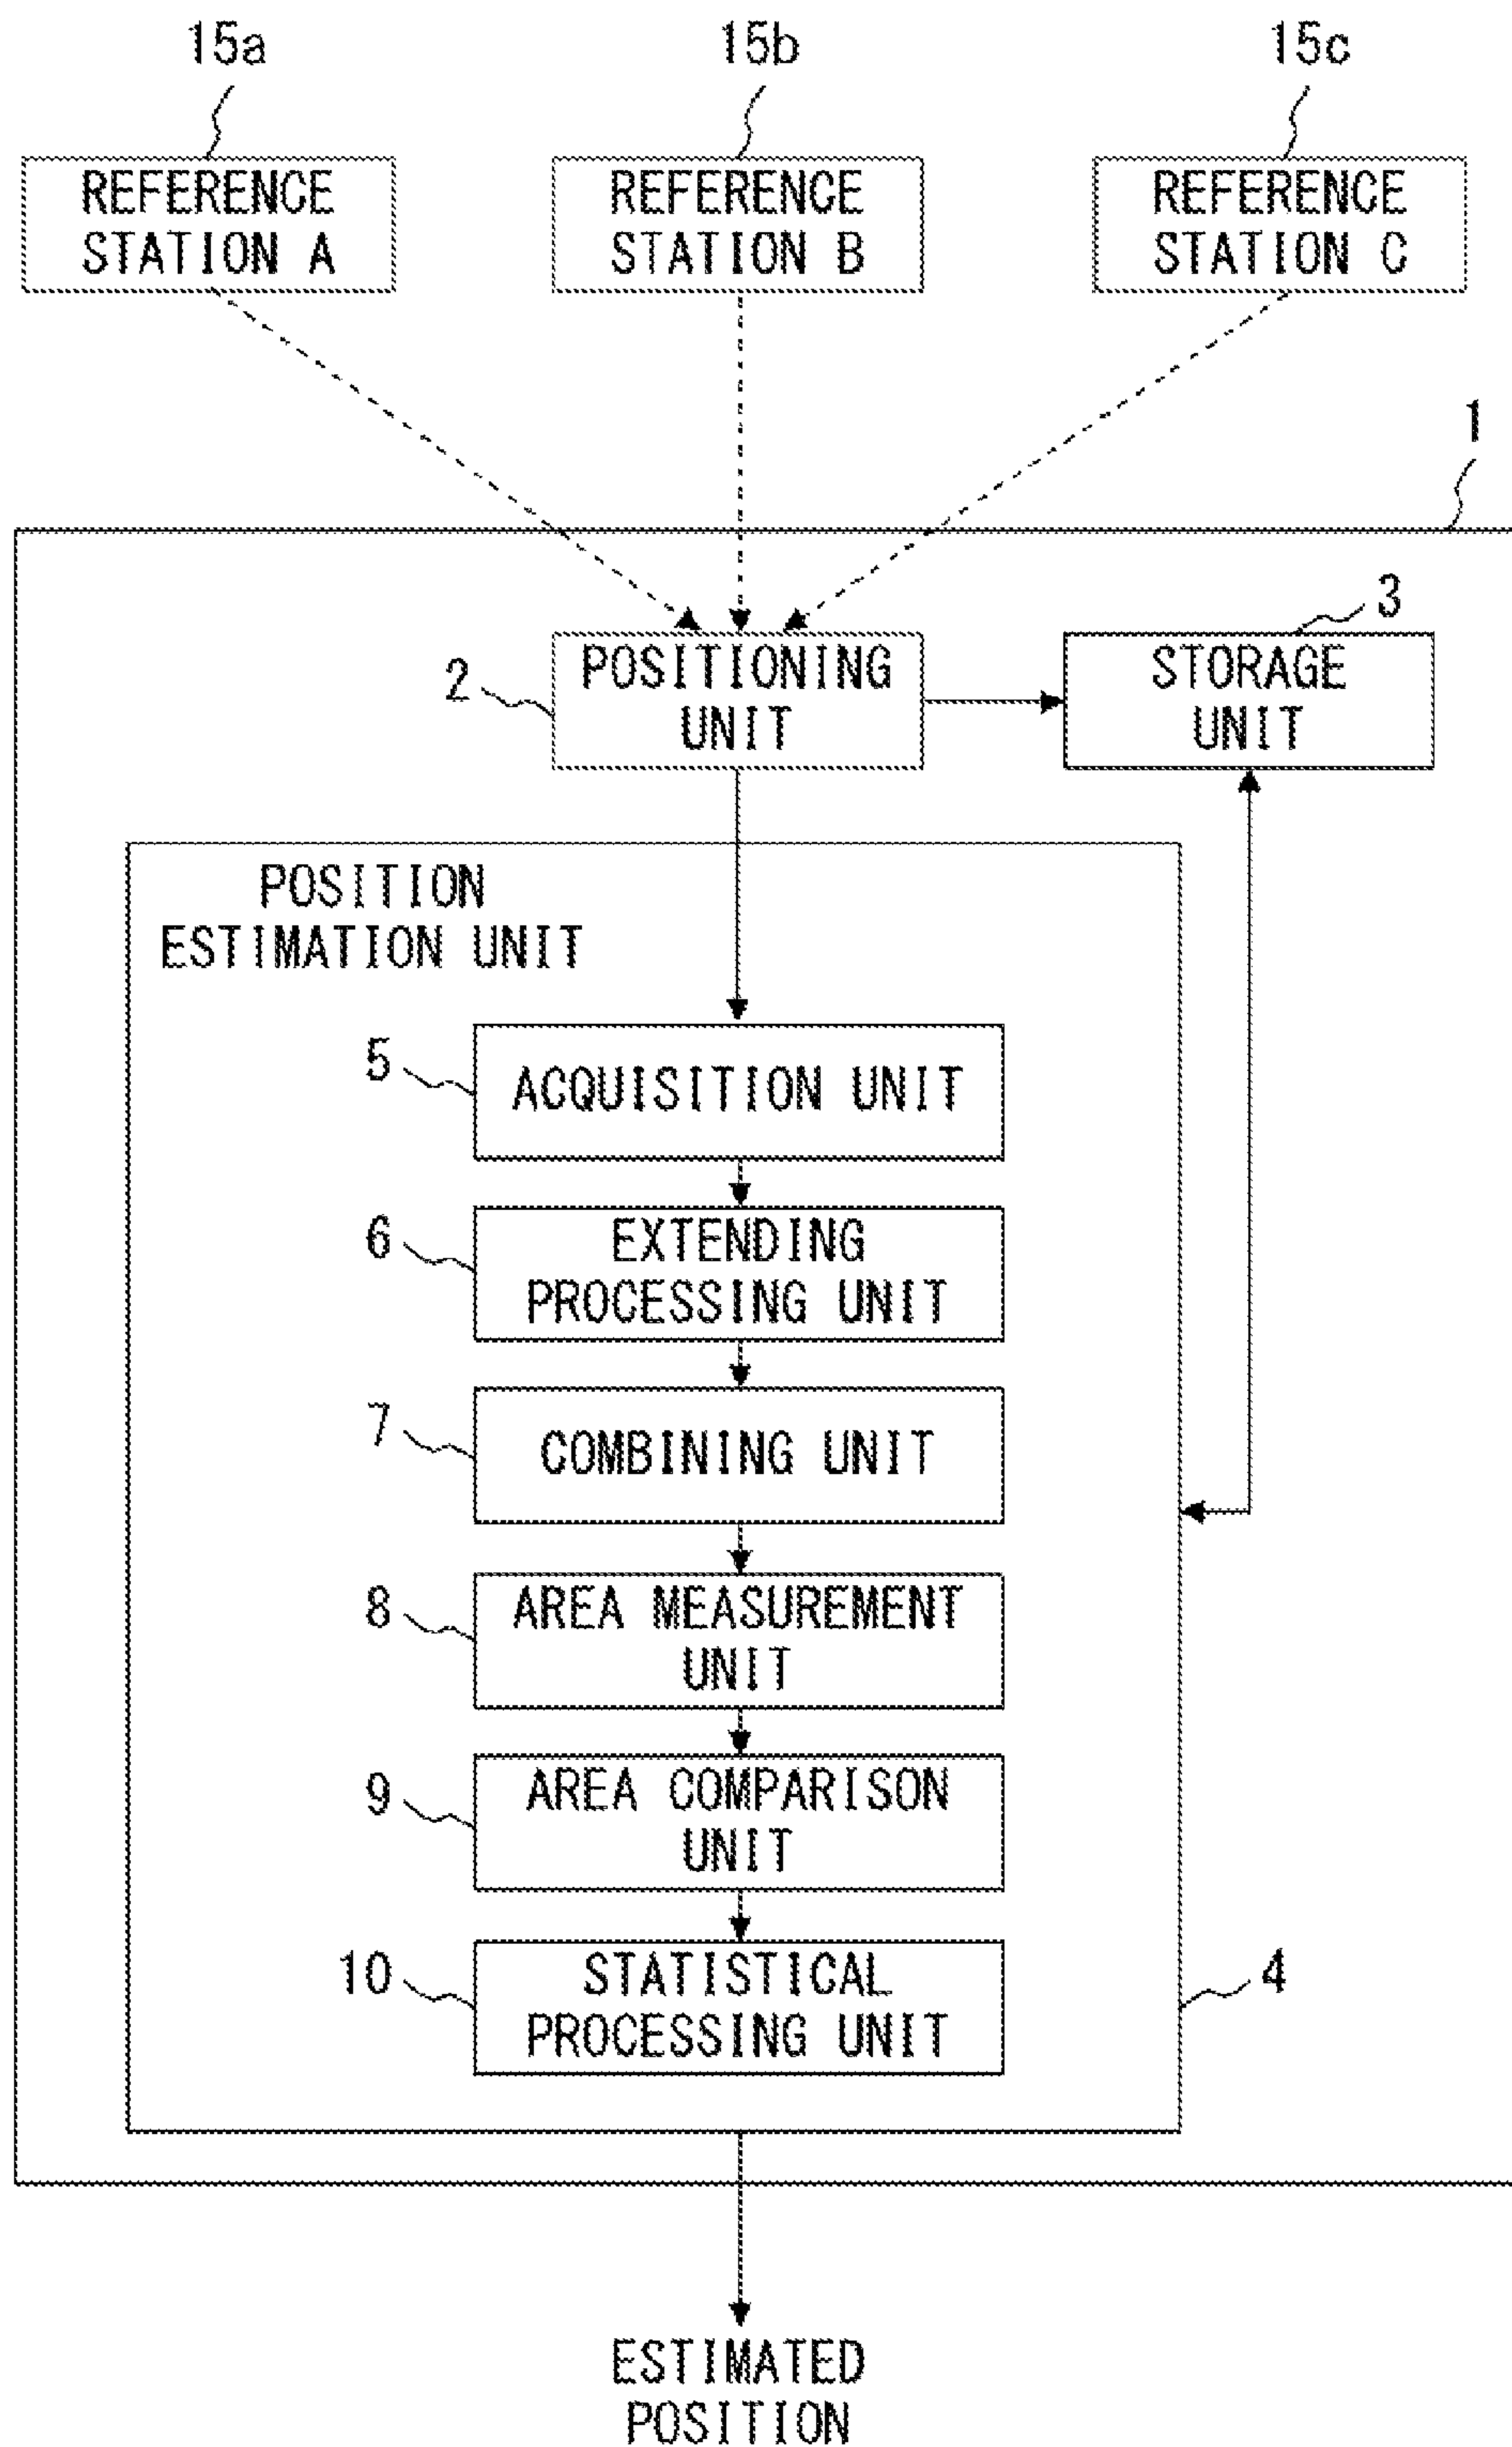 15a
15b
15c
REFERENCE
STATION A
REFERENCE
STATION B
REFERENCE
STATION C
1
2
POSITIONING
UNIT
3
STORAGE
UNIT
POSITION
ESTIMATION UNIT
5
ACQUISITION UNIT
6
EXTENDING
PROCESSING UNIT
7
COMBINING UNIT
8
AREA MEASUREMENT
UNIT
9
AREA COMPARISON
UNIT
10
STATISTICAL
PROCESSING UNIT
4
ESTIMATED
POSITION